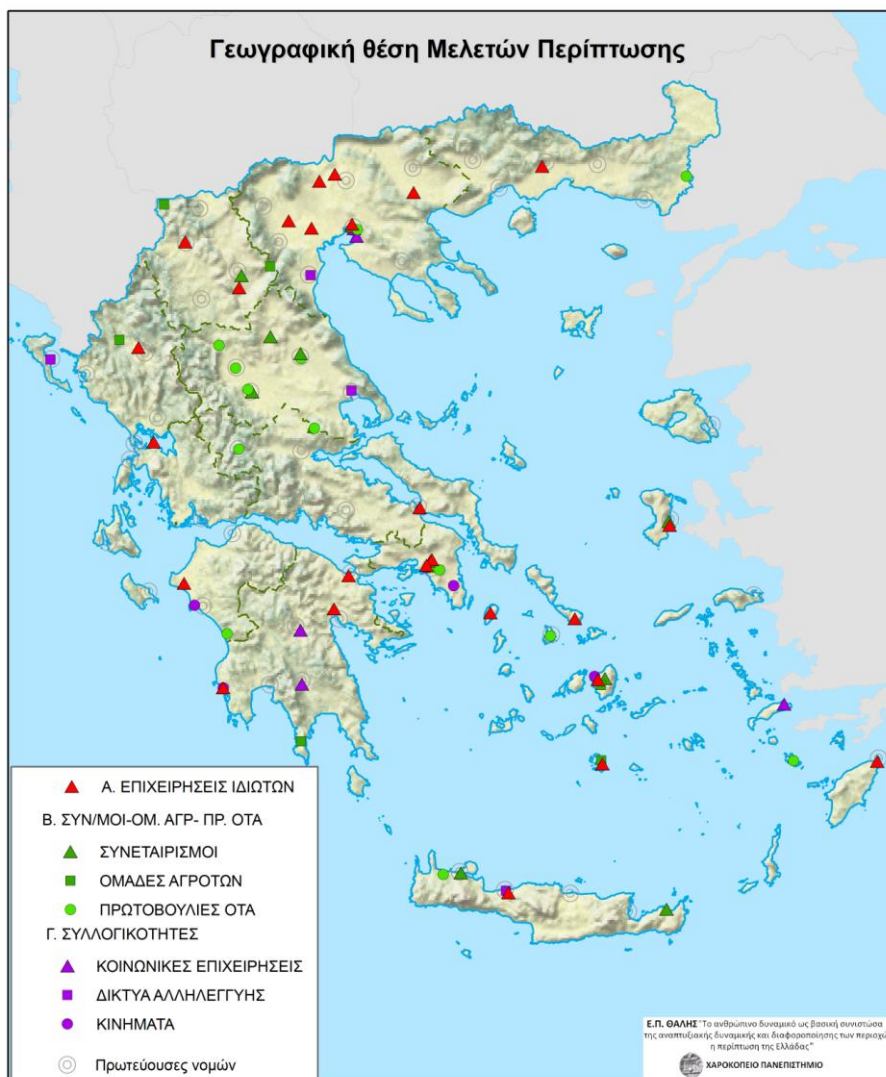 Γεωγραφική θέση Μελετών Περίπτωσης
Α. ΕΠΙΧΕΙΡΗΣΕΙΣ ΙΔΙΩΤΩΝ
Β. ΣΥΝ/ΜΟΙ-ΟΜ. ΑΓΡ- ΠΡ. ΟΤΑ
ΣΥΝΕΤΑΙΡΙΣΜΟΙ
ΟΜΑΔΕΣ ΑΓΡΟΤΩΝ
ΠΡΩΤΟΒΟΥΛΙΕΣ ΟΤΑ
Γ. ΣΥΛΛΟΓΙΚΟΤΗΤΕΣ
ΚΟΙΝΩΝΙΚΕΣ ΕΠΙΧΕΙΡΗΣΕΙΣ
ΔΙΚΤΥΑ ΑΛΛΗΛΕΓΓΥΗΣ
ΚΙΝΗΜΑΤΑ
Πρωτεύουσες νομών
Ε.Π. ΘΑΛΗΣ "Το ανθρώπινο δυναμικό ως βασική συνιστώσα
της αναπτυξιακής δυναμικής και διαφοροποίησης των περιοχώ
η περίπτωση της Ελλάδας"
ΧΑΡΟΚΟΠΕΙΟ ΠΑΝΕΠΙΣΤΗΜΙΟ